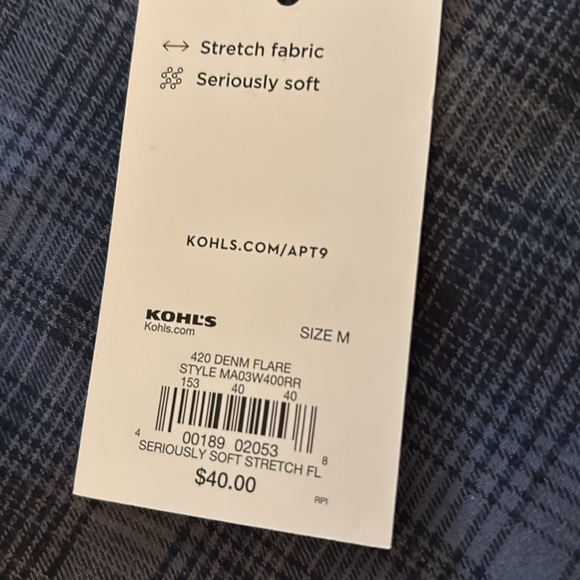 Stretch fabric
Seriously soft
KOHLS.COM/APT9
KOHL'S
Kohls.com
SIZE M
420 DENM FLARE
STYLE MA03W400RR
153 40 40
4 00189 02053 8
SERIOUSLY SOFT STRETCH FL
$40.00
RPI